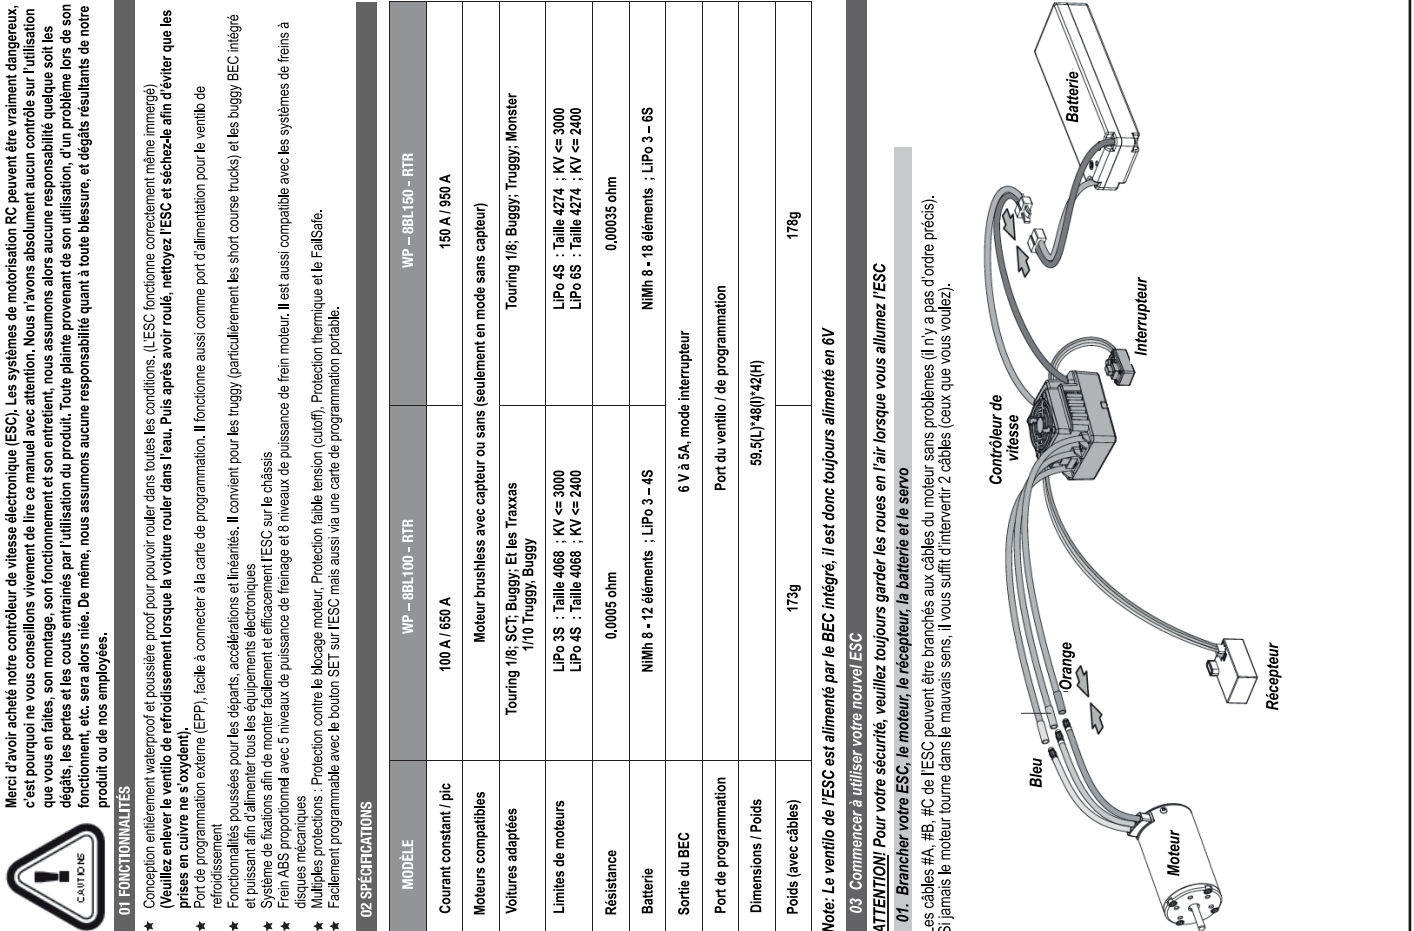 CAUTIONS
Merci d'avoir acheté notre contrôleur de vitesse électronique (ESC). Les systèmes de motorisation RC peuvent être vraiment dangereux,
c'est pourquoi ne vous conseillons vivement de lire ce manuel avec attention. Nous n'avons absolument aucun contrôle sur l'utilisation
que vous en faites, son montage, son fonctionnement et son entretient, nous assumons alors aucune responsabilité quelque soit les
dégâts, les pertes et les couts entrainés par l'utilisation du produit. Toute plainte provenant de son utilisation, d'un problème lors de son
fonctionnent, etc. sera alors niée. De même, nous assumons aucune responsabilité quant à toute blessure, et dégâts résultants de notre
produit ou de nos employées.
01 FONCTIONNALITÉS
★ Conception entièrement waterproof et poussière proof pour pouvoir rouler dans toutes les conditions. (L'ESC fonctionne correctement même immergé)
(Veuillez enlever le ventilo de refroidissement lorsque la voiture rouler dans l'eau. Puis après avoir roulé, nettoyez l'ESC et séchez-le afin d'éviter que les
prises en cuivre ne s'oxydent).
★ Port de programmation externe (EPP), facile à connecter à la carte de programmation. Il fonctionne aussi comme port d'alimentation pour le ventilo de
refroidissement
★ Fonctionnalités poussées pour les départs, accélérations et linéarités. Il convient pour les truggy (particulièrement les short course trucks) et les buggy BEC intégré
et puissant afin d'alimenter tous les équipements électroniques
★ Système de fixations afin de monter facilement et efficacement l'ESC sur le châssis
★ Frein ABS proportionnel avec 5 niveaux de puissance de freinage et 8 niveaux de puissance de frein moteur. Il est aussi compatible avec les systèmes de freins à
disques mécaniques
★ Multiples protections : Protection contre le blocage moteur, Protection faible tension (cutoff), Protection thermique et le FailSafe.
★ Facilement programmable avec le bouton SET sur l'ESC mais aussi via une carte de programmation portable.
02 SPÉCIFICATIONS
MODÈLE WP – 8BL100 - RTR WP – 8BL150 - RTR
Courant constant / pic 100 A / 650 A 150 A / 950 A
Moteurs compatibles Moteur brushless avec capteur ou sans (seulement en mode sans capteur)
Voitures adaptées Touring 1/8; SCT; Buggy; Et les Traxxas Touring 1/8; Buggy; Truggy; Monster
1/10 Truggy, Buggy
Limites de moteurs LiPo 3S : Taille 4068 ; KV <= 3000 LiPo 4S : Taille 4274 ; KV <= 3000
LiPo 4S : Taille 4068 ; KV <= 2400 LiPo 6S : Taille 4274 ; KV <= 2400
Résistance 0.0005 ohm 0.00035 ohm
Batterie NiMh 8 - 12 éléments ; LiPo 3 – 4S NiMh 8 - 18 éléments ; LiPo 3 – 6S
Sortie du BEC 6 V à 5A, mode interrupteur
Port de programmation Port du ventilo / de programmation
Dimensions / Poids 59.5(L)*48(l)*42(H)
Poids (avec câbles) 173g 178g
Note: Le ventilo de l'ESC est alimenté par le BEC intégré, il est donc toujours alimenté en 6V
03 Commencer à utiliser votre nouvel ESC
ATTENTION! Pour votre sécurité, veuillez toujours garder les roues en l'air lorsque vous allumez l'ESC
01. Brancher votre ESC, le moteur, le récepteur, la batterie et le servo
Les câbles #A, #B, #C de l'ESC peuvent être branchés aux câbles du moteur sans problèmes (il n'y a pas d'ordre précis).
Si jamais le moteur tourne dans le mauvais sens, il vous suffit d'intervertir 2 câbles (ceux que vous voulez).
Contrôleur de
vitesse
Batterie
Bleu
Orange
Interrupteur
Moteur
Récepteur